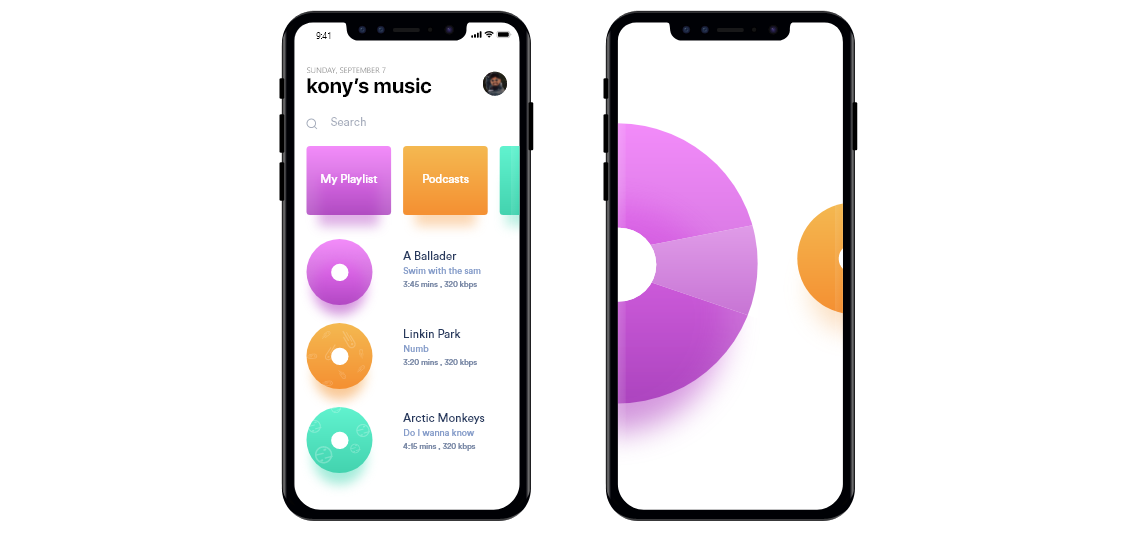 9:41
SUNDAY, SEPTEMBER 7
kony's music
Search
My Playlist
Podcasts
A Ballader
Swim with the sam
3:45 mins , 320 kbps
Linkin Park
Numb
3:20 mins , 320 kbps
Arctic Monkeys
Do I wanna know
4:15 mins , 320 kbps